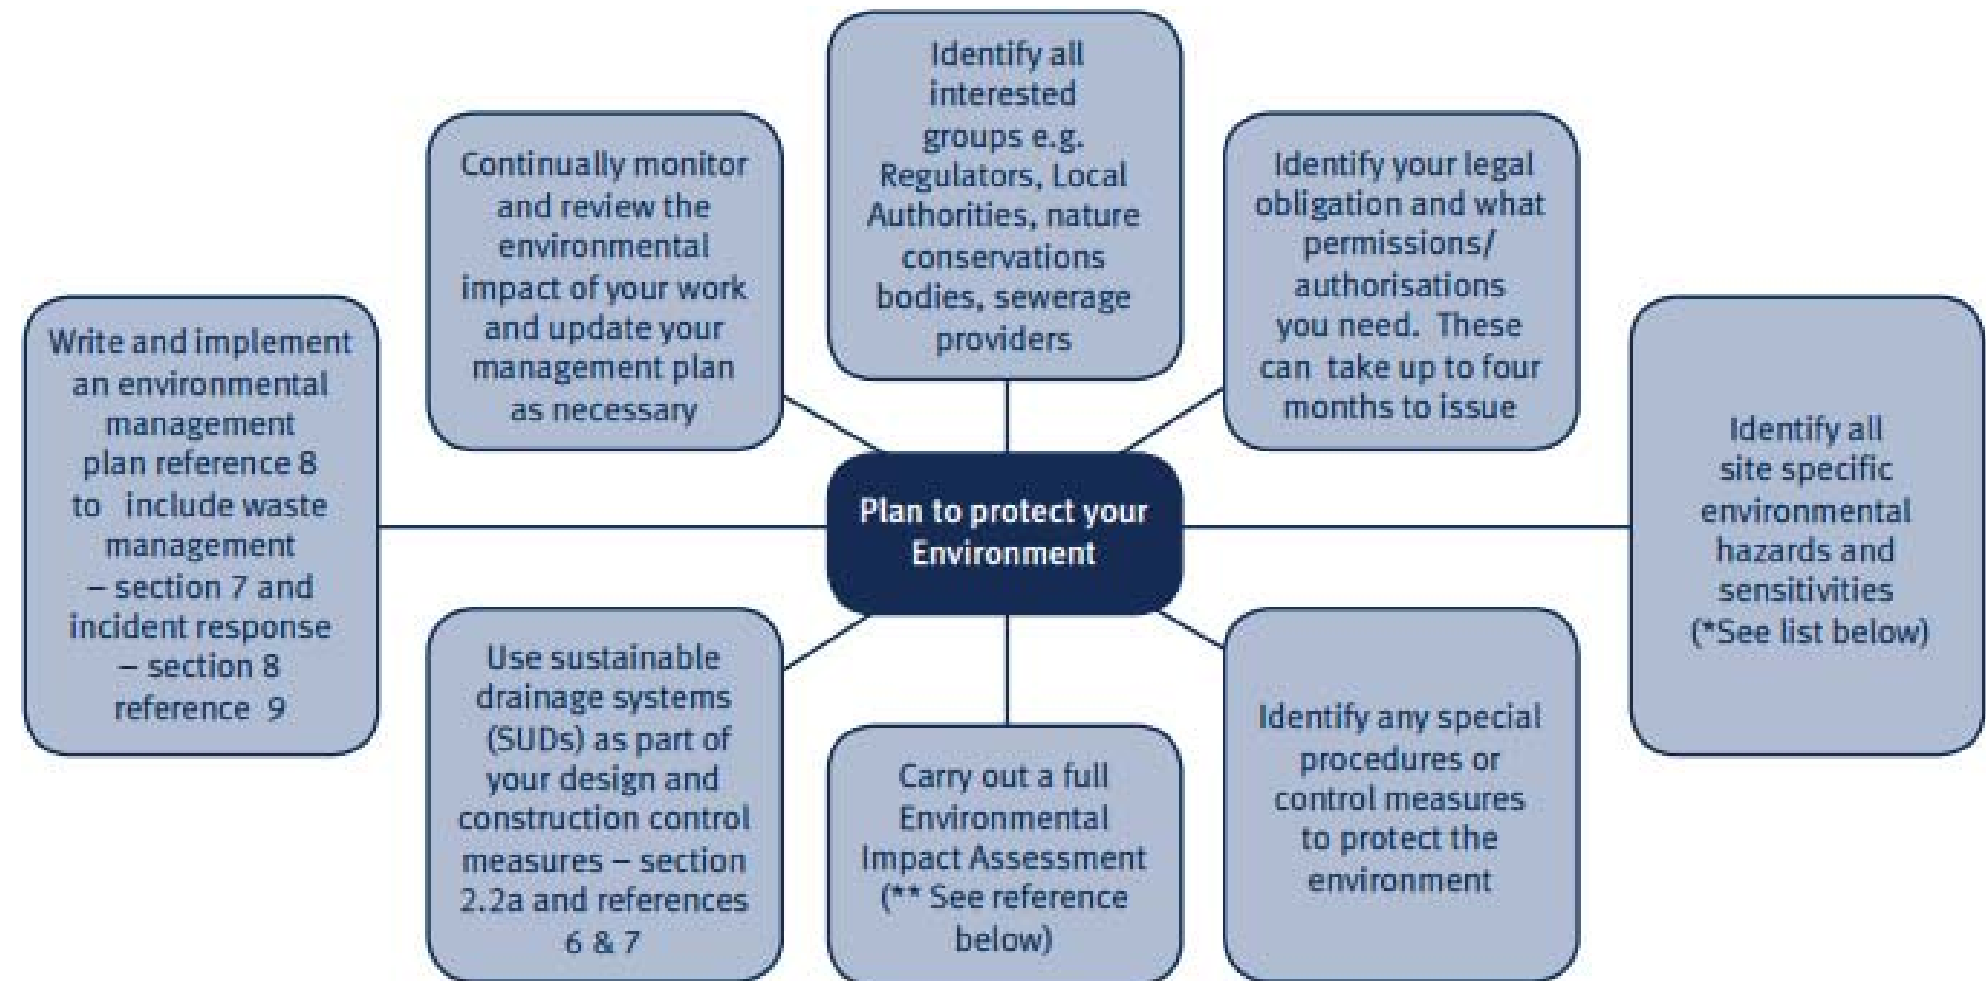 Identify all
interested
groups e.g.
Regulators, Local
Authorities, nature
conservations
bodies, sewerage
providers
Continually monitor
and review the
environmental
impact of your work
and update your
management plan
as necessary
Identify your legal
obligation and what
permissions/
authorisations
you need. These
can take up to four
months to issue
Write and implement
an environmental
management
plan reference 8
to include waste
management
– section 7 and
incident response
– section 8
reference 9
Plan to protect your
Environment
Identify all
site specific
environmental
hazards and
sensitivities
(*See list below)
Use sustainable
drainage systems
(SUDs) as part of
your design and
construction control
measures – section
2.2a and references
6 & 7
Carry out a full
Environmental
Impact Assessment
(** See reference
below)
Identify any special
procedures or
control measures
to protect the
environment